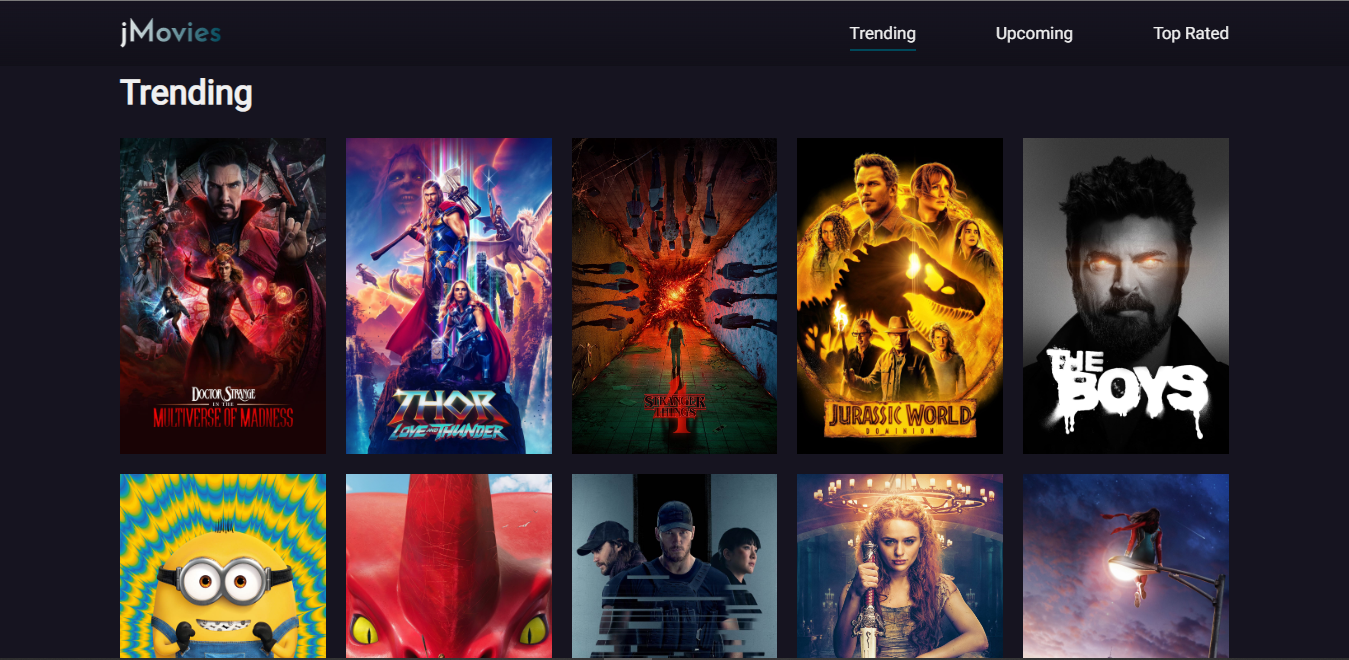 jMovies
Trending
Upcoming
Top Rated
Trending
DOCTOR STRANGE
IN THE
MULTIVERSE OF MADNESS
THOR
LOVE AND THUNDER
STRANGER
THINGS
4
JURASSIC WORLD
DOMINION
THE
BOYS